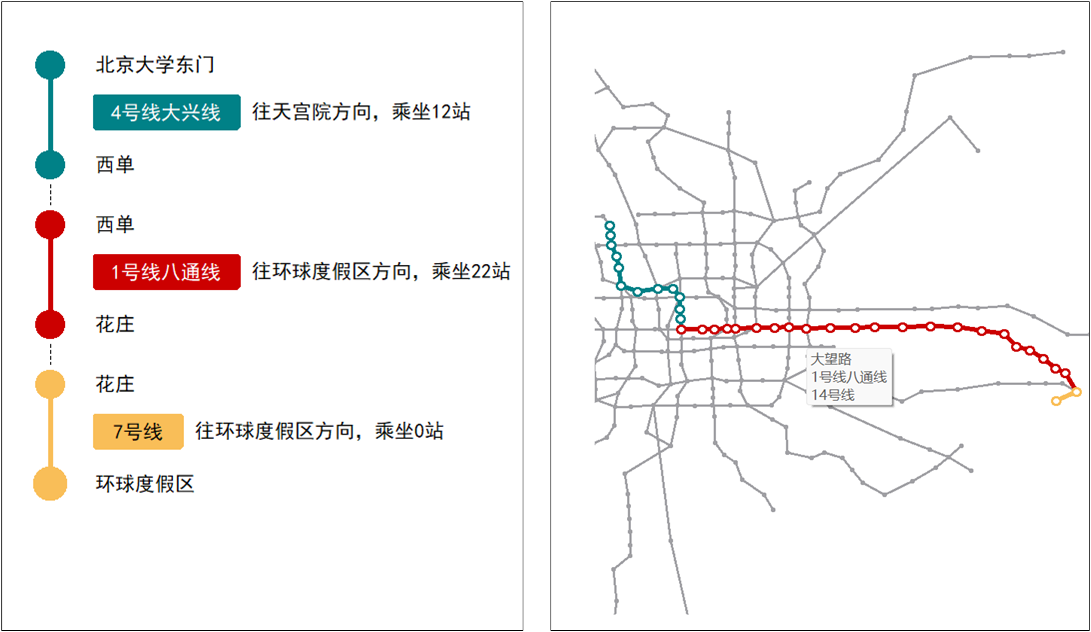 北京大学东门
4号线大兴线 往天宫院方向，乘坐12站
西单
西单
1号线八通线 往环球度假区方向，乘坐22站
花庄
花庄
7号线 往环球度假区方向，乘坐0站
环球度假区
大望路
1号线八通线
14号线